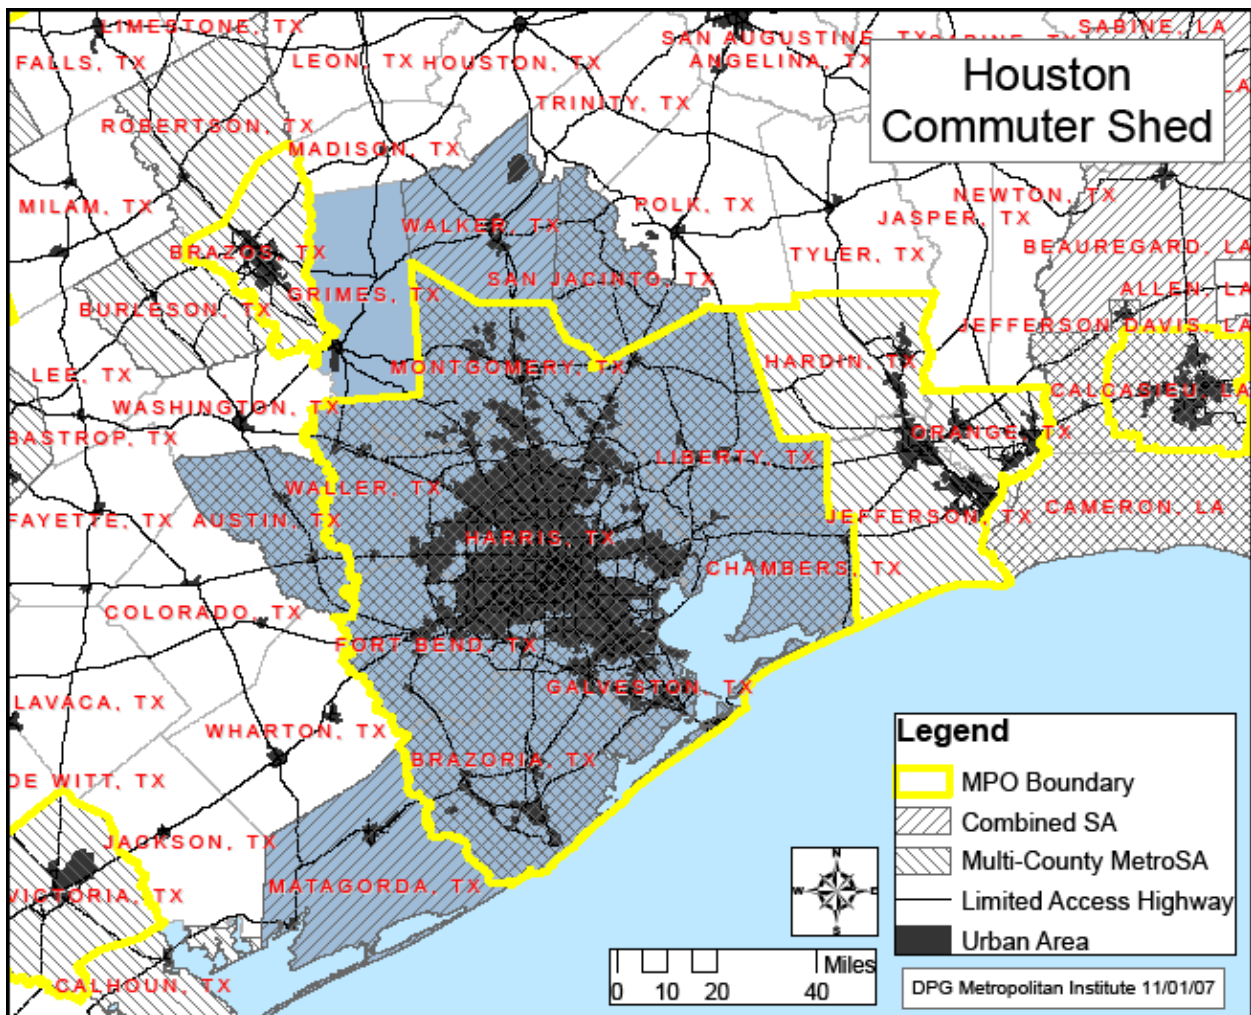 LIMESTONE, TX
SAN AUGUSTINE, TX
SABINE, LA
FALLS, TX
LEON, TX
HOUSTON, TX
ANGELINA, TX
Houston
Commuter Shed
TRINITY, TX
ROBERTSON, TX
MADISON, TX
MILAM, TX
WALKER, TX
POLK, TX
NEWTON, TX
JASPER, TX
TYLER, TX
BEAUREGARD, LA
BRAZOS, TX
SAN JACINTO, TX
ALLEN, LA
BURLESON, TX
GRIMES, TX
JEFFERSON DAVIS, LA
LEE, TX
MONTGOMERY, TX
HARDIN, TX
CALCASIEU, LA
WASHINGTON, TX
BASTROP, TX
ORANGE, TX
LIBERTY, TX
WALLER, TX
FAYETTE, TX
AUSTIN, TX
HARRIS, TX
JEFFERSON, TX
CAMERON, LA
CHAMBERS, TX
COLORADO, TX
FORT BEND, TX
GALVESTON, TX
LAVACA, TX
WHARTON, TX
BRAZORIA, TX
DE WITT, TX
JACKSON, TX
VICTORIA, TX
MATAGORDA, TX
CALHOUN, TX
Legend
MPO Boundary
Combined SA
Multi-County MetroSA
Limited Access Highway
Urban Area
N
W E
S
Miles
0 10 20 40
DPG Metropolitan Institute 11/01/07